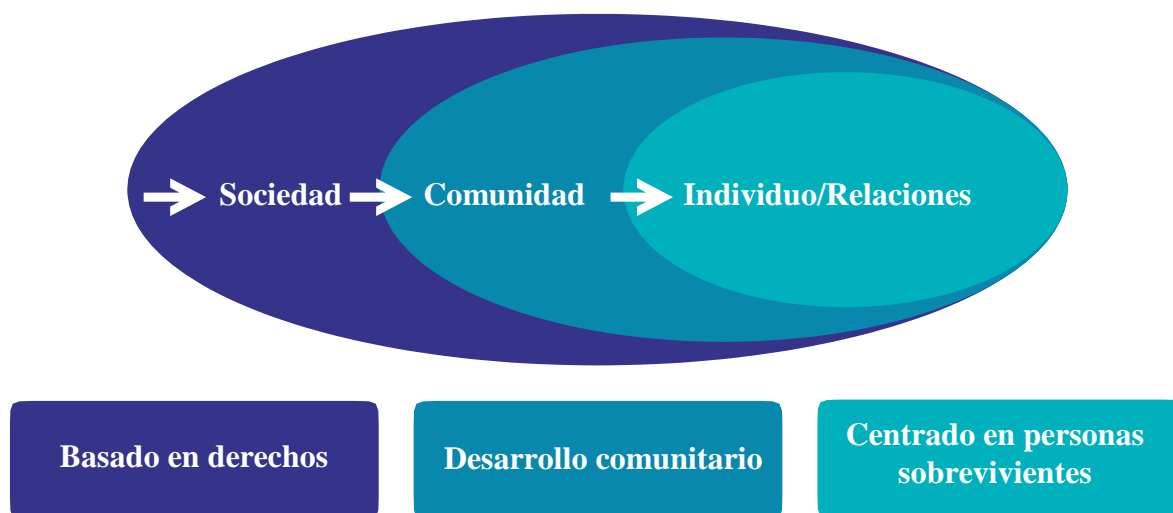 Sociedad
Comunidad
Individuo/Relaciones
Basado en derechos
Desarrollo comunitario
Centrado en personas
sobrevivientes